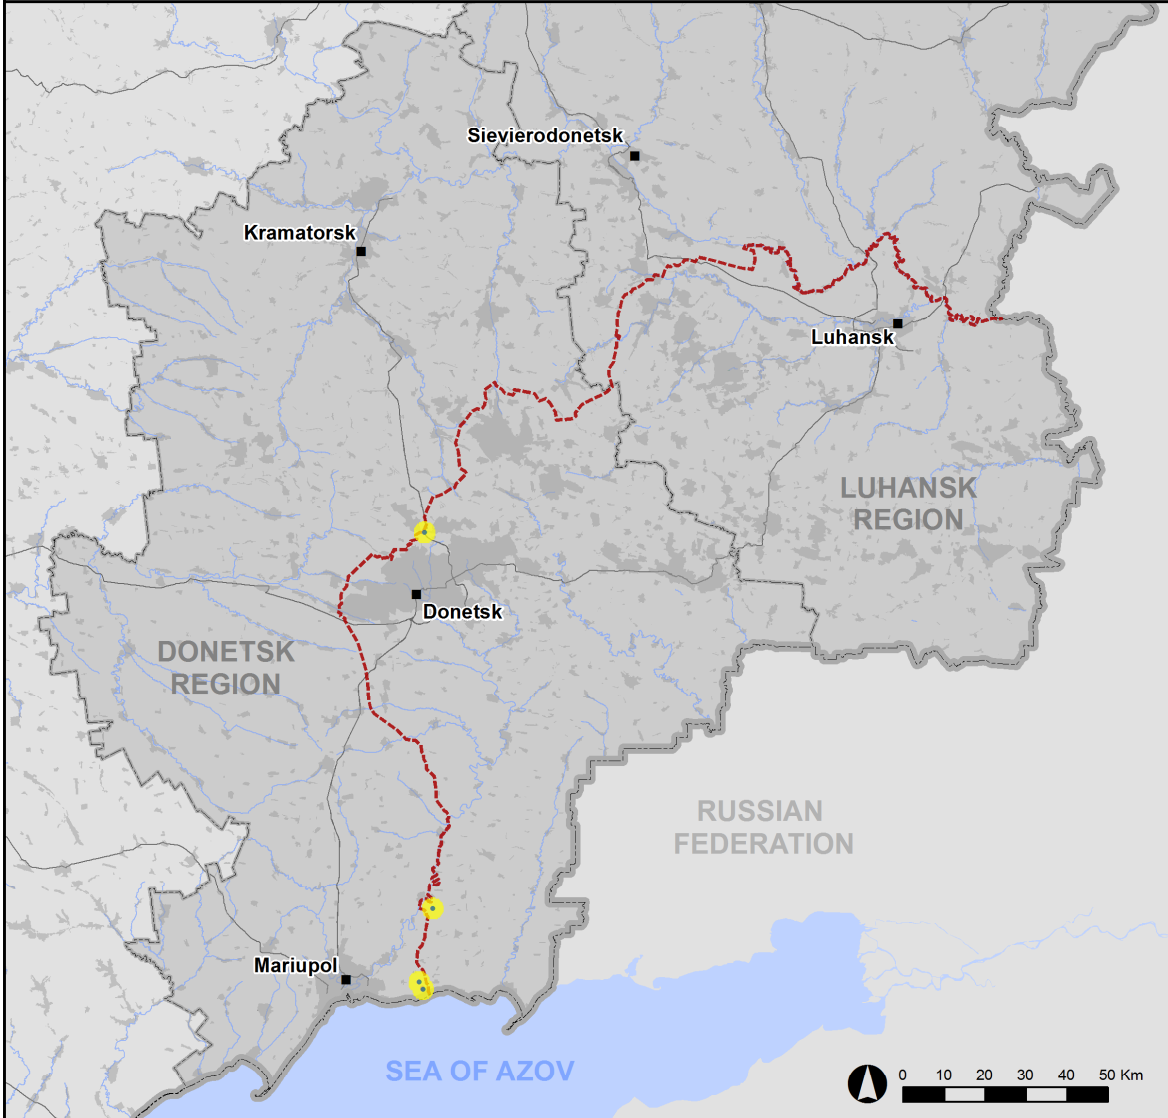 Sievierodonetsk
Kramatorsk
Luhansk
LUHANSK
REGION
Donetsk
DONETSK
REGION
RUSSIAN
FEDERATION
Mariupol
SEA OF AZOV
0 10 20 30 40 50 Km